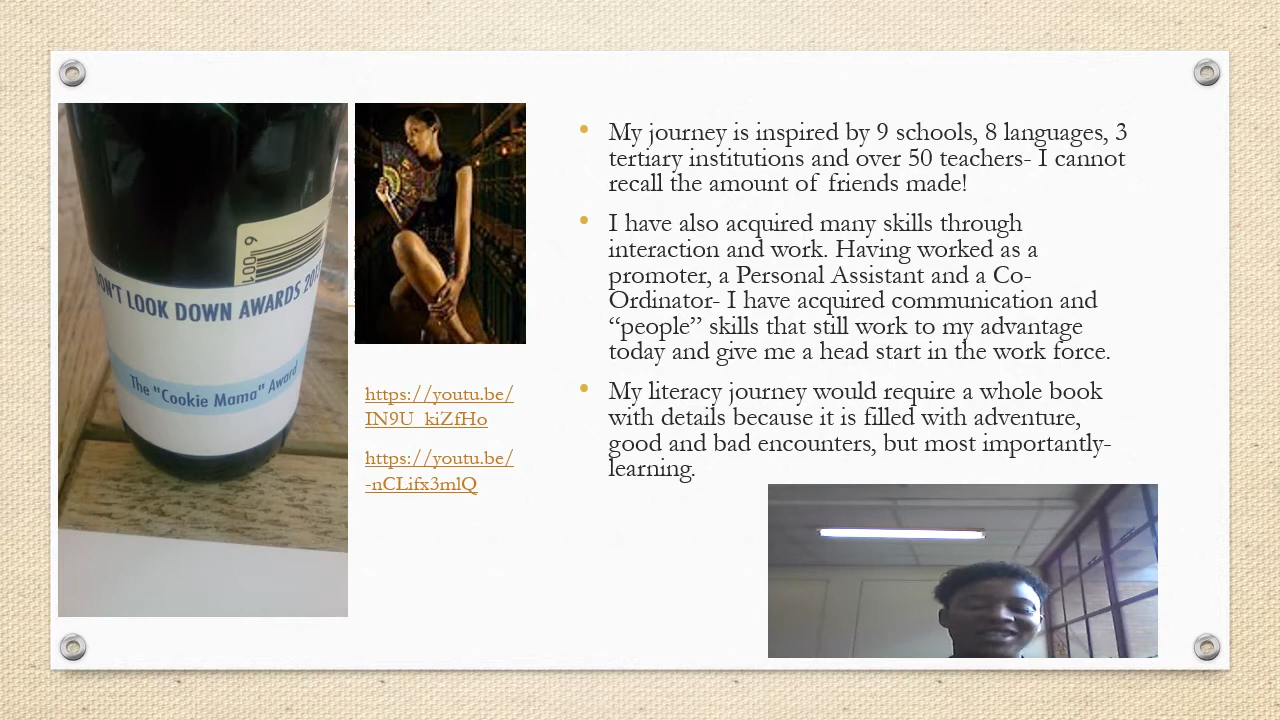 6 001
DON'T LOOK DOWN AWARDS 201
The "Cookie Mama" Award
https://youtu.be/
IN9U_kiZfHo
https://youtu.be/
-nCLifx3mlQ
My journey is inspired by 9 schools, 8 languages, 3
tertiary institutions and over 50 teachers- I cannot
recall the amount of friends made!
I have also acquired many skills through
interaction and work. Having worked as a
promoter, a Personal Assistant and a Co-
Ordinator- I have acquired communication and
“people” skills that still work to my advantage
today and give me a head start in the work force.
My literacy journey would require a whole book
with details because it is filled with adventure,
good and bad encounters, but most importantly-
learning.